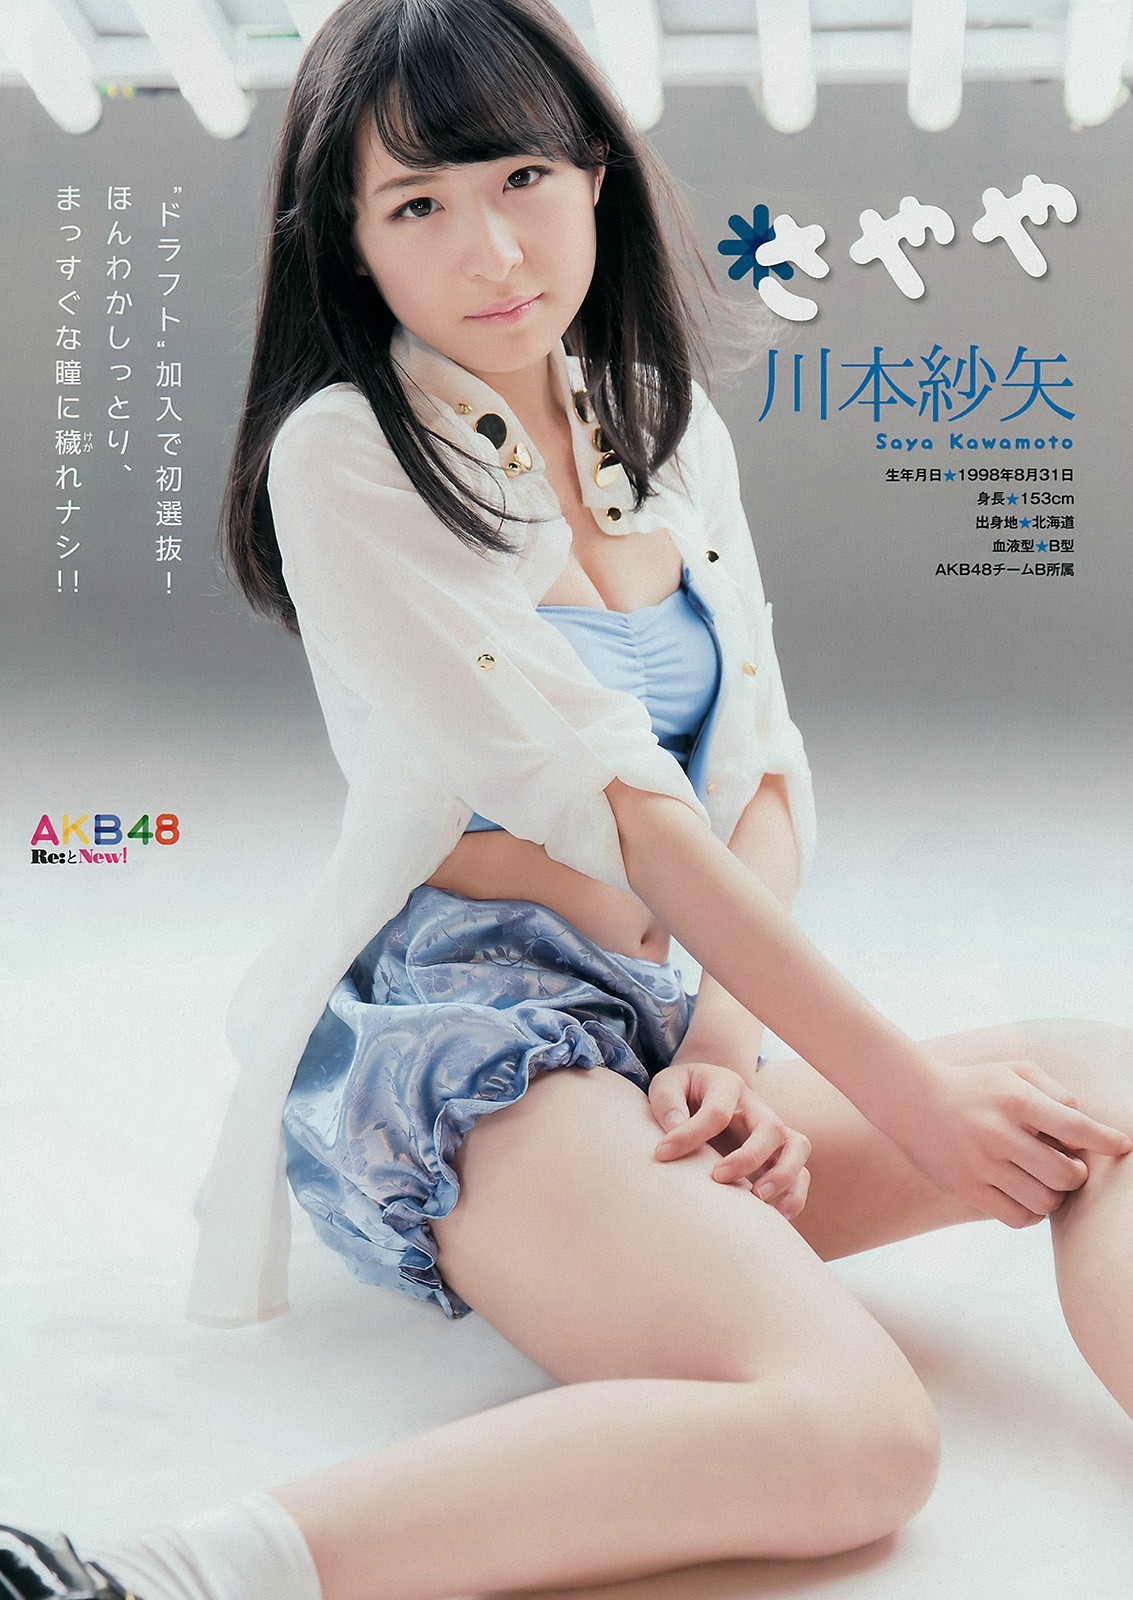 さやや
川本紗矢
Saya Kawamoto
生年月日★1998年8月31日
身長★153cm
出身地★北海道
血液型★B型
AKB48チームB所属
"ドラフト"加入で初選抜！
ほんわかしっとり、
まっすぐな瞳に穢(けが)れナシ!!
AKB48
Re:とNew!